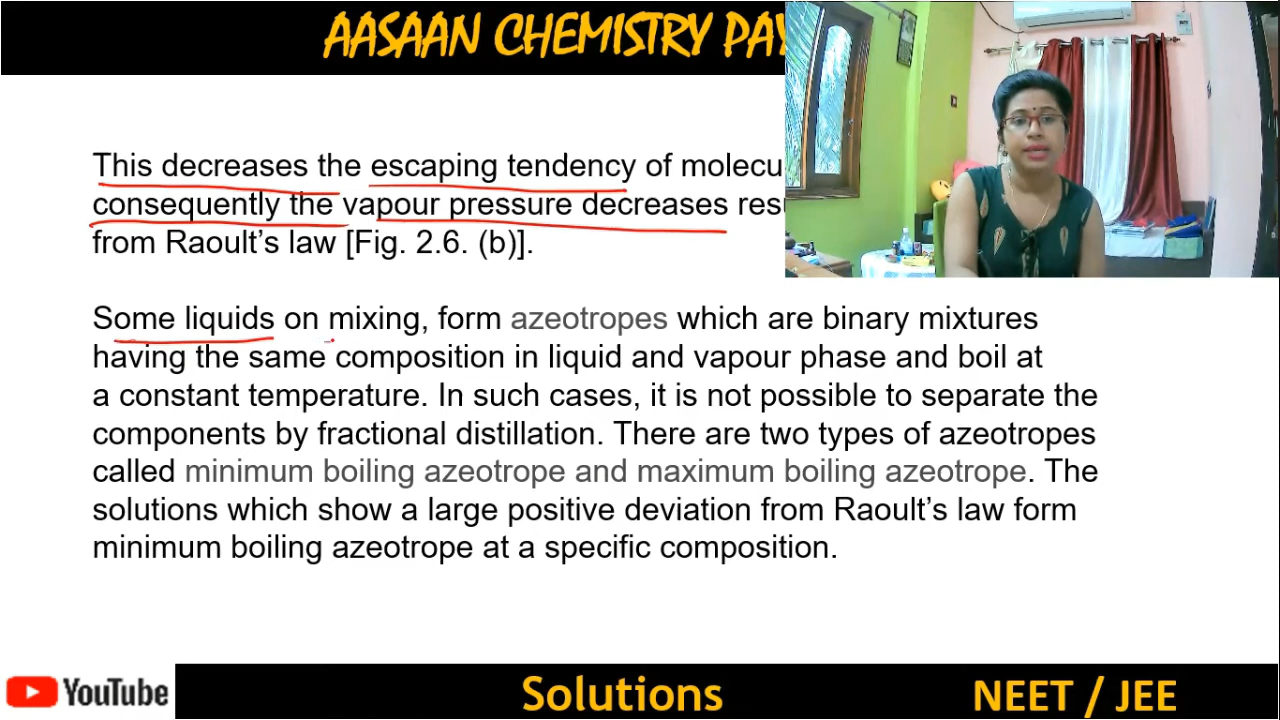 AASAAN CHEMISTRY PAY
This decreases the escaping tendency of
consequently the vapour pressure decreases
from Raoult’s law [Fig. 2.6. (b)].
Some liquids on mixing, form azeotropes which are binary mixtures
having the same composition in liquid and vapour phase and boil at
a constant temperature. In such cases, it is not possible to separate the
components by fractional distillation. There are two types of azeotropes
called minimum boiling azeotrope and maximum boiling azeotrope. The
solutions which show a large positive deviation from Raoult’s law form
minimum boiling azeotrope at a specific composition.
YouTube
Solutions
NEET / JEE